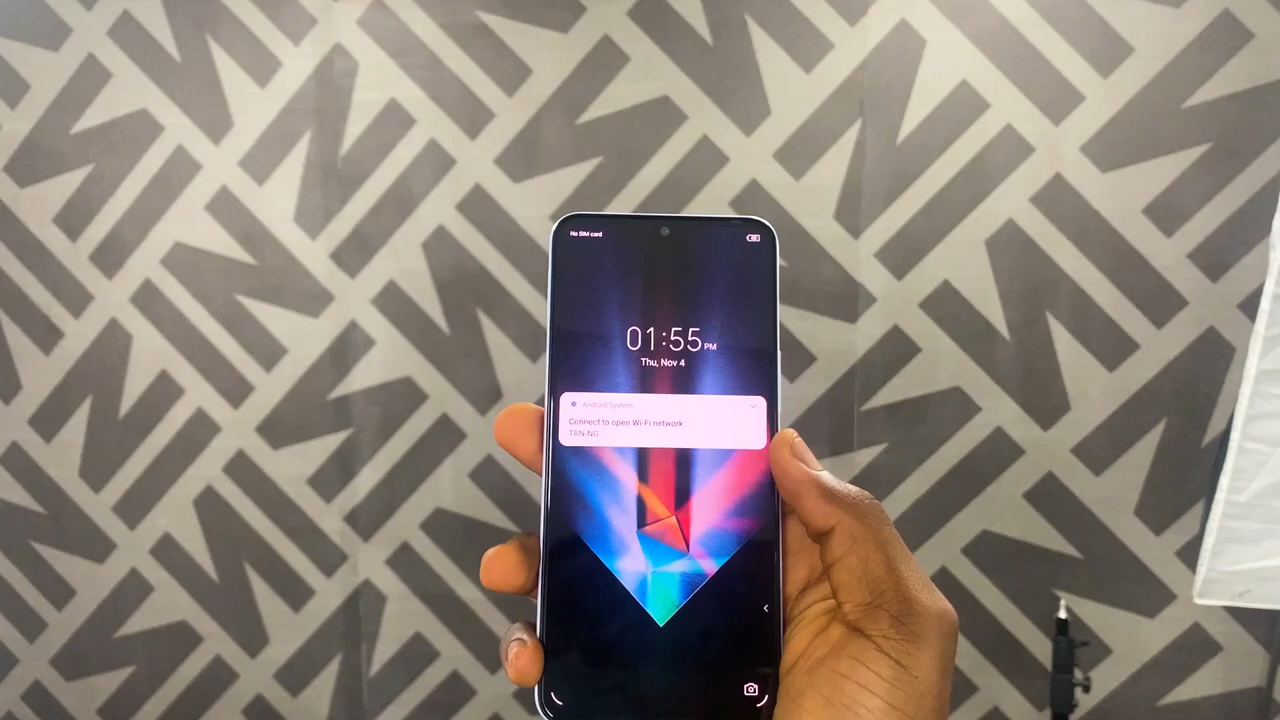 No SIM card
01:55 PM
Thu, Nov 4
Android System
Connect to open Wi-Fi network
TRN-NG